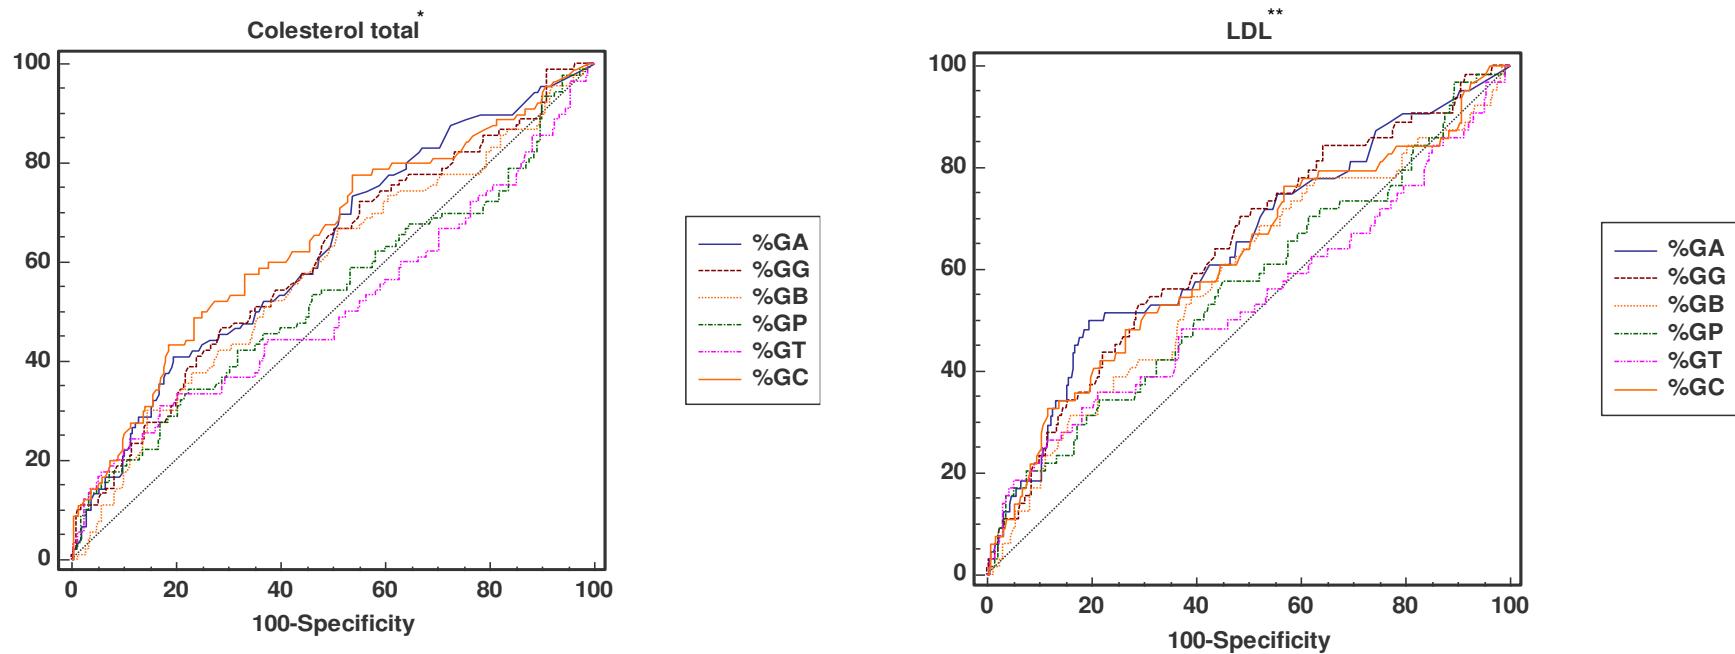 Colesterol total*
100
80
60
40
20
0
0 20 40 60 80 100
100-Specificity
%GA
%GG
%GB
%GP
%GT
%GC
LDL**
100
80
60
40
20
0
0 20 40 60 80 100
100-Specificity
%GA
%GG
%GB
%GP
%GT
%GC